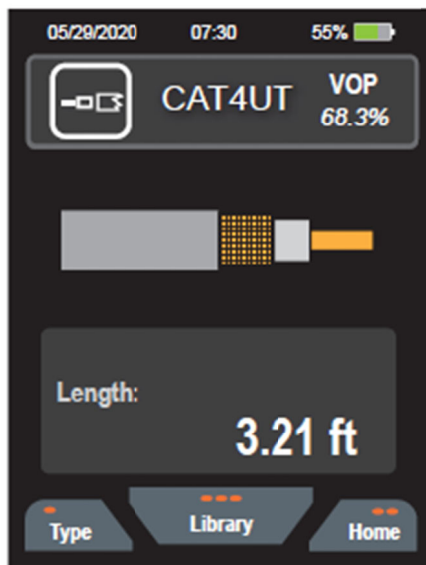 05/29/2020 07:30 55%
CAT4UT VOP
68.3%
Length:
3.21 ft
Type Library Home